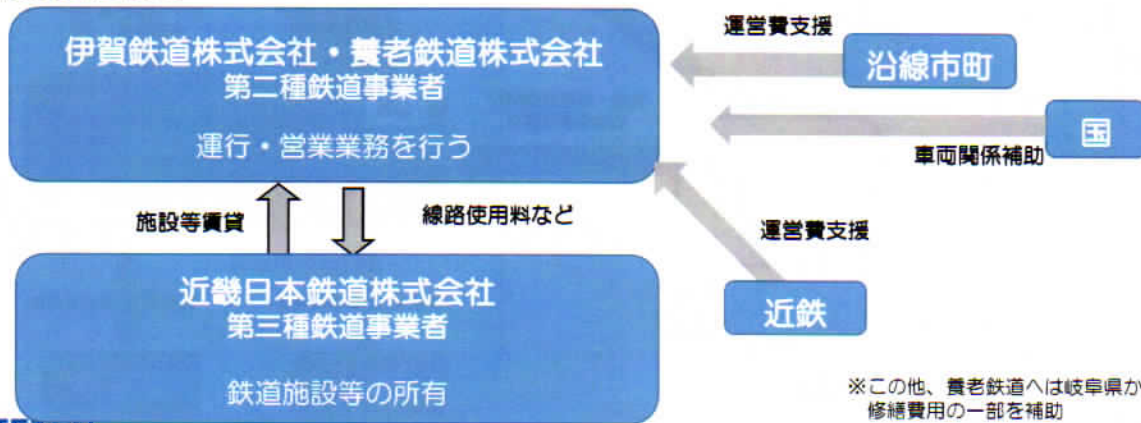 伊賀鉄道株式会社・養老鉄道株式会社
第二種鉄道事業者
運行・営業業務を行う
運営費支援
沿線市町
国
車両関係補助
施設等賃貸
線路使用料など
運営費支援
近畿日本鉄道株式会社
第三種鉄道事業者
鉄道施設等の所有
近鉄
※この他、養老鉄道へは岐阜県か
修繕費用の一部を補助